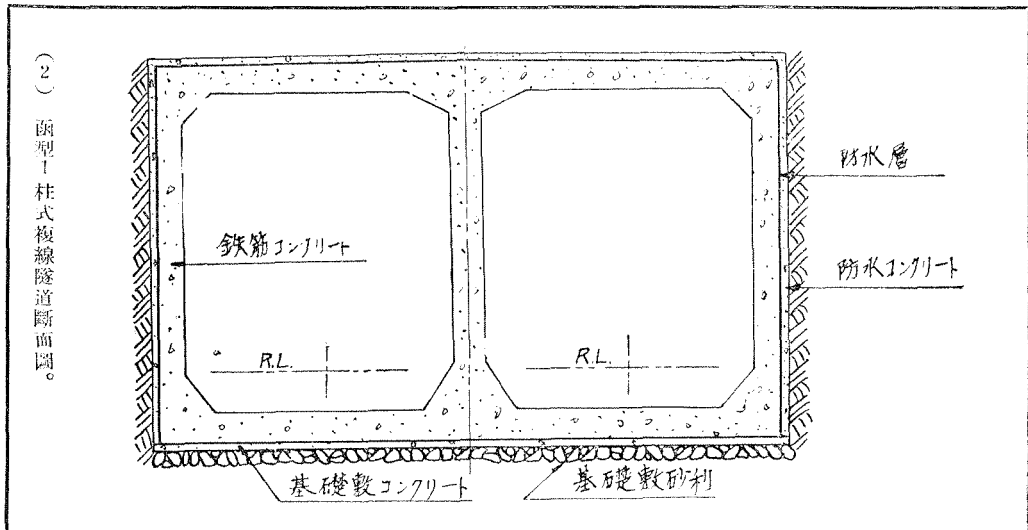 (2) 函型1柱式複線隧道斷面圖。
防水層
鉄筋コンクリート
防水コンクリート
R.L.
R.L.
基礎敷コンクリート
基礎敷砂利